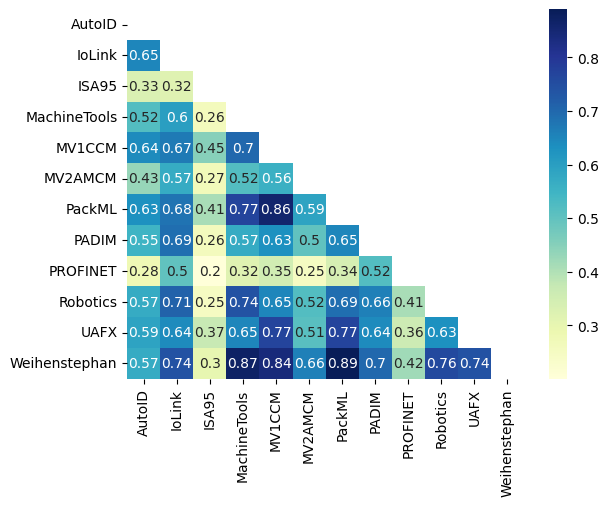 AutoID
IoLink 0.65
ISA95 0.33 0.32
MachineTools 0.52 0.6 0.26
MV1CCM 0.64 0.67 0.45 0.7
MV2AMCM 0.43 0.57 0.27 0.52 0.56
PackML 0.63 0.68 0.41 0.77 0.86 0.59
PADIM 0.55 0.69 0.26 0.57 0.63 0.5 0.65
PROFINET 0.28 0.5 0.2 0.32 0.35 0.25 0.34 0.52
Robotics 0.57 0.71 0.25 0.74 0.65 0.52 0.69 0.66 0.41
UAFX 0.59 0.64 0.37 0.65 0.77 0.51 0.77 0.64 0.36 0.63
Weihenstephan 0.57 0.74 0.3 0.87 0.84 0.66 0.89 0.7 0.42 0.76 0.74
AutoID
IoLink
ISA95
MachineTools
MV1CCM
MV2AMCM
PackML
PADIM
PROFINET
Robotics
UAFX
Weihenstephan
0.8
0.7
0.6
0.5
0.4
0.3